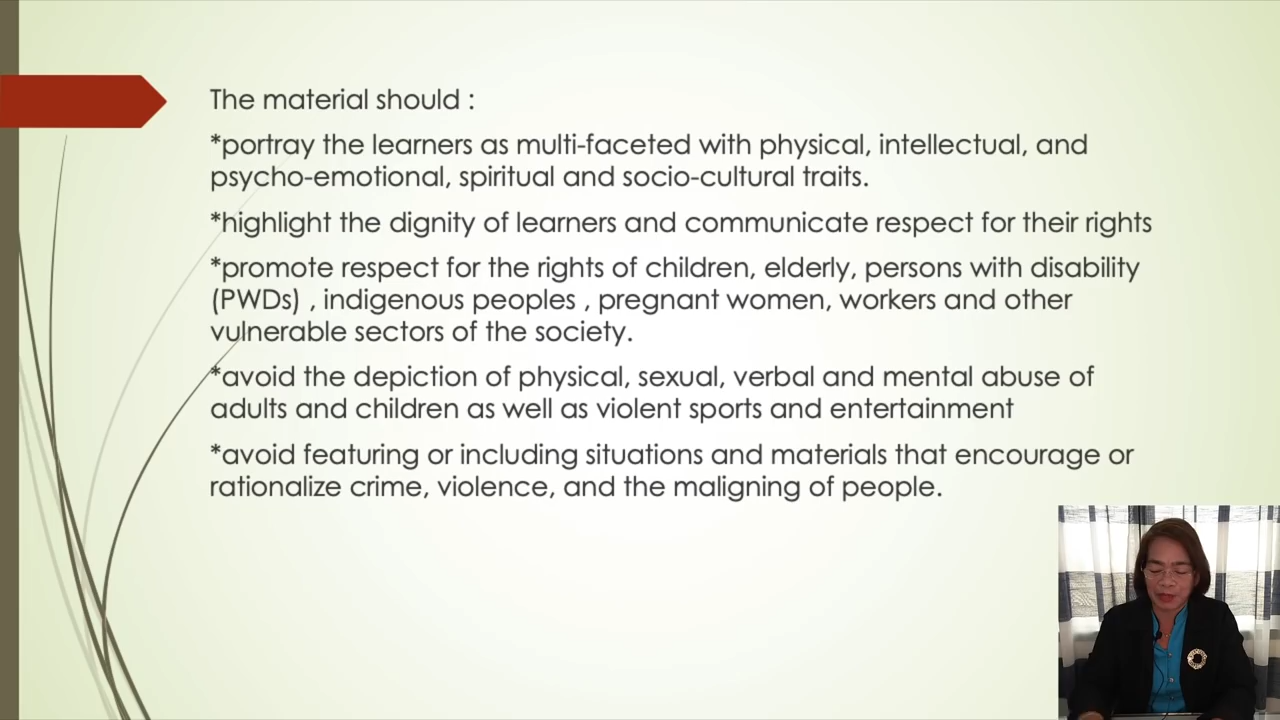 The material should :
*portray the learners as multi-faceted with physical, intellectual, and
psycho-emotional, spiritual and socio-cultural traits.
*highlight the dignity of learners and communicate respect for their rights
*promote respect for the rights of children, elderly, persons with disability
(PWDs) , indigenous peoples , pregnant women, workers and other
vulnerable sectors of the society.
*avoid the depiction of physical, sexual, verbal and mental abuse of
adults and children as well as violent sports and entertainment
*avoid featuring or including situations and materials that encourage or
rationalize crime, violence, and the maligning of people.